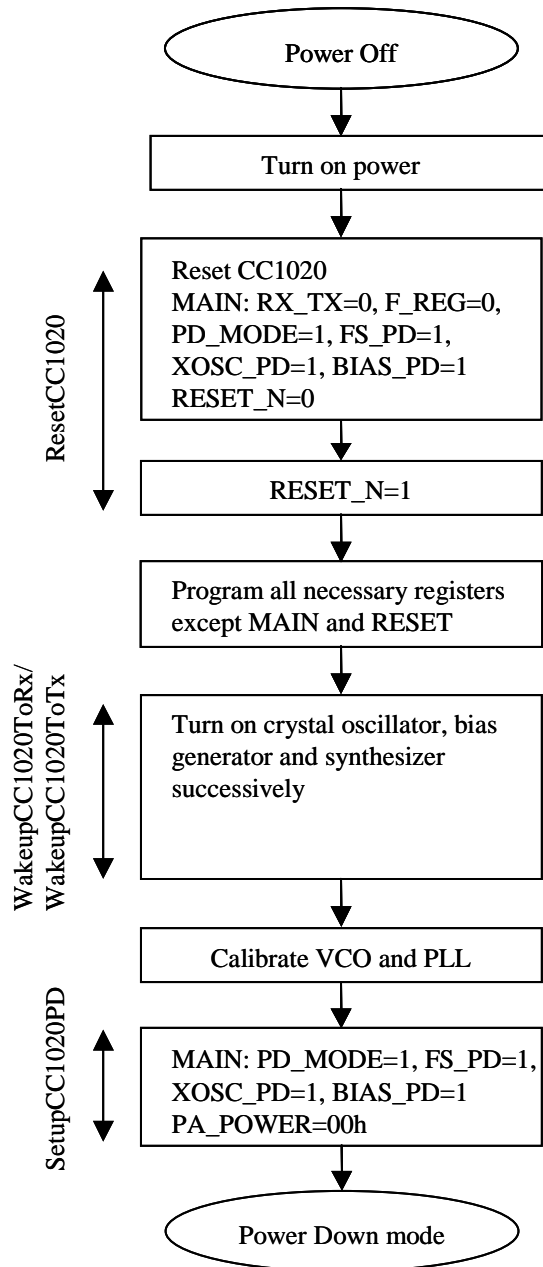 Power Off
Turn on power
ResetCC1020
Reset CC1020
MAIN: RX_TX=0, F_REG=0,
PD_MODE=1, FS_PD=1,
XOSC_PD=1, BIAS_PD=1
RESET_N=0
RESET_N=1
Program all necessary registers
except MAIN and RESET
WakeupCC1020ToRx/
WakeupCC1020ToTx
Turn on crystal oscillator, bias
generator and synthesizer
successively
Calibrate VCO and PLL
SetupCC1020PD
MAIN: PD_MODE=1, FS_PD=1,
XOSC_PD=1, BIAS_PD=1
PA_POWER=00h
Power Down mode